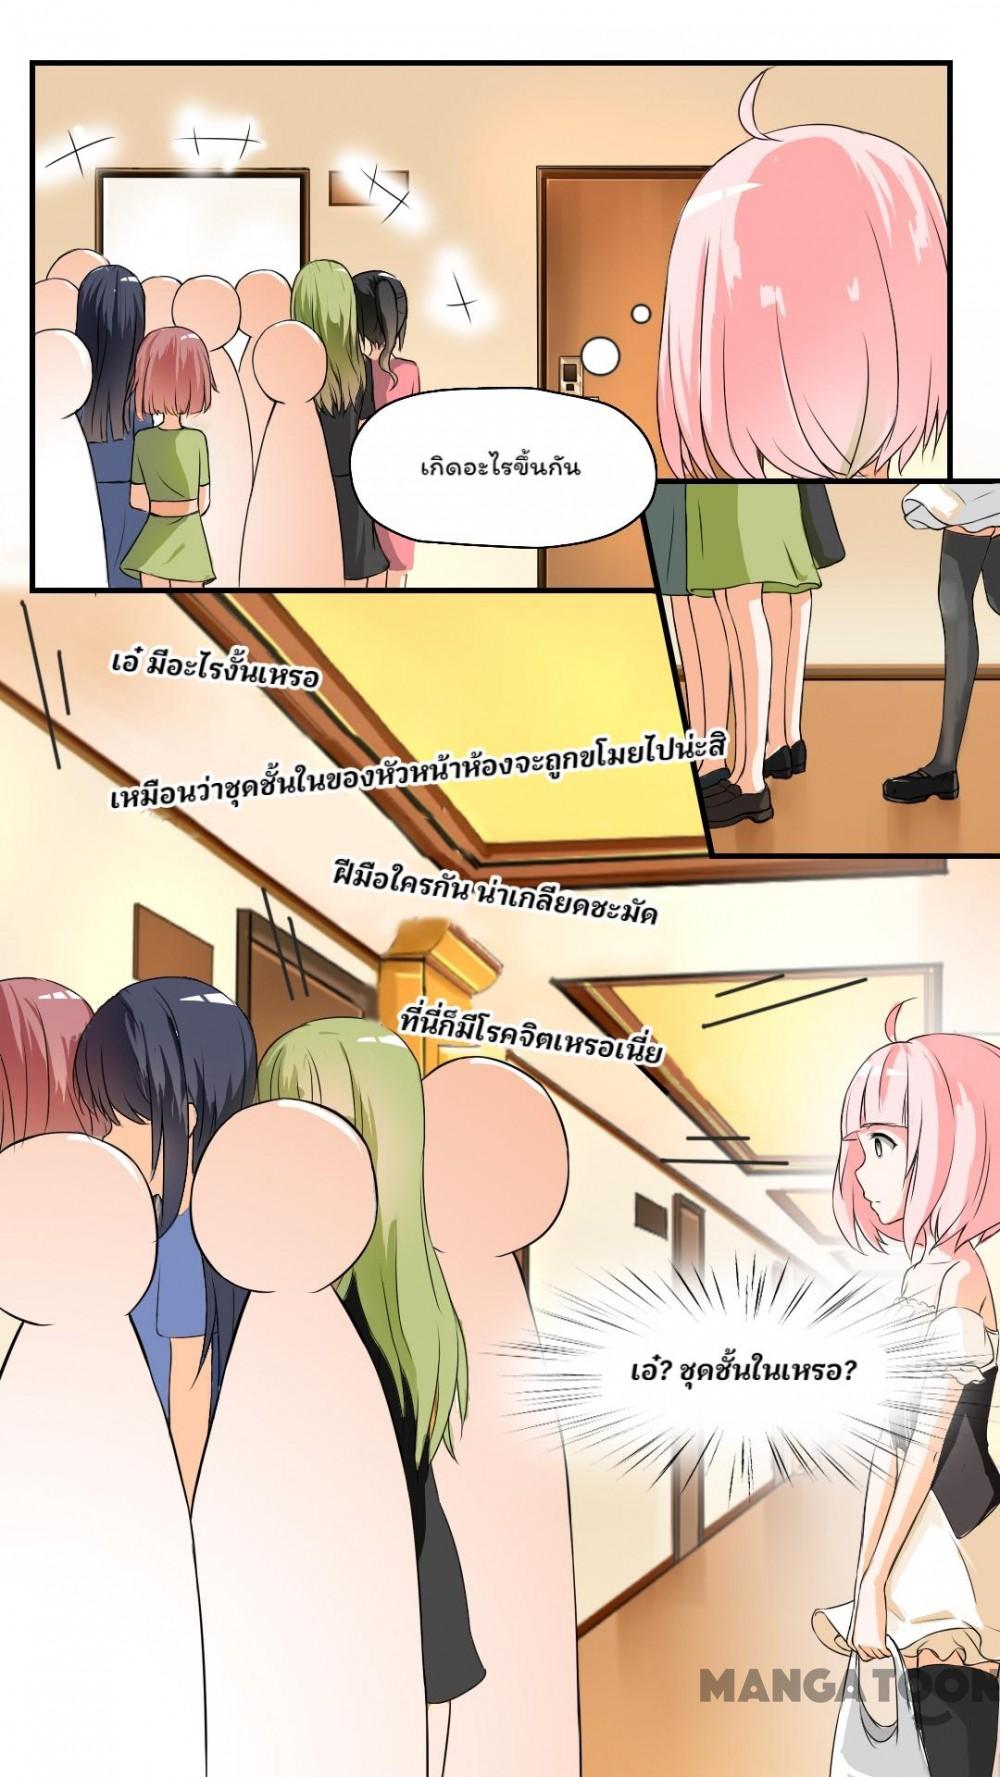 เกิดอะไรขึ้นกัน
เอ๋ มีอะไรงั้นเหรอ
เหมือนว่าชุดชั้นในของหัวหน้าห้องจะถูกขโมยไปน่ะสิ
ฝีมือใครกัน น่าเกลียดชะมัด
ที่นี่ก็มีโรคจิตเหรอเนี่ย
เอ๋? ชุดชั้นในเหรอ?
MANGATOON